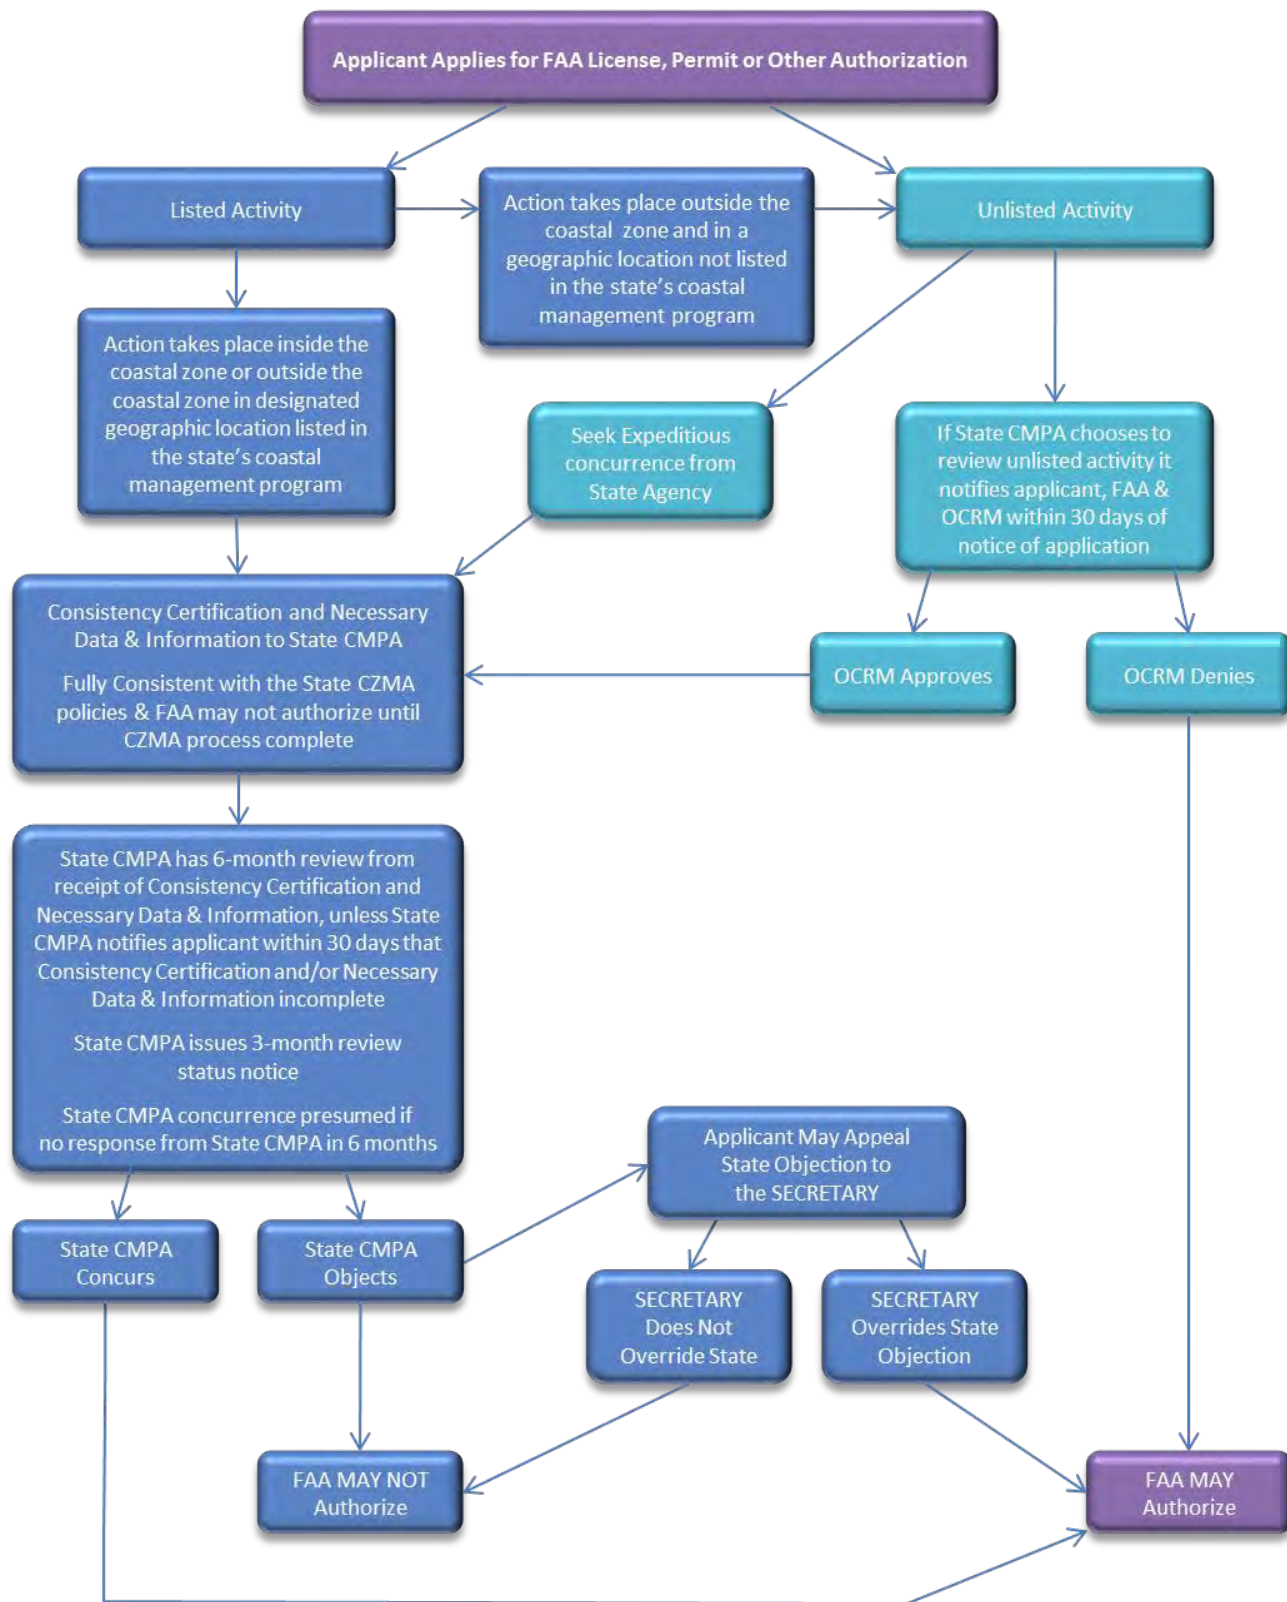 Applicant Applies for FAA License, Permit or Other Authorization
Listed Activity
Action takes place outside the
coastal zone and in a
geographic location not listed
in the state's coastal
management program
Unlisted Activity
Action takes place inside the
coastal zone or outside the
coastal zone in designated
geographic location listed in
the state's coastal
management program
Seek Expeditious
concurrence from
State Agency
If State CMPA chooses to
review unlisted activity it
notifies applicant, FAA &
OCRM within 30 days of
notice of application
Consistency Certification and Necessary
Data & Information to State CMPA
Fully Consistent with the State CZMA
policies & FAA may not authorize until
CZMA process complete
OCRM Approves
OCRM Denies
State CMPA has 6-month review from
receipt of Consistency Certification and
Necessary Data & Information, unless State
CMPA notifies applicant within 30 days that
Consistency Certification and/or Necessary
Data & Information incomplete
State CMPA issues 3-month review
status notice
State CMPA concurrence presumed if
no response from State CMPA in 6 months
Applicant May Appeal
State Objection to
the SECRETARY
State CMPA
Concurs
State CMPA
Objects
SECRETARY
Does Not
Override State
SECRETARY
Overrides State
Objection
FAA MAY NOT
Authorize
FAA MAY
Authorize